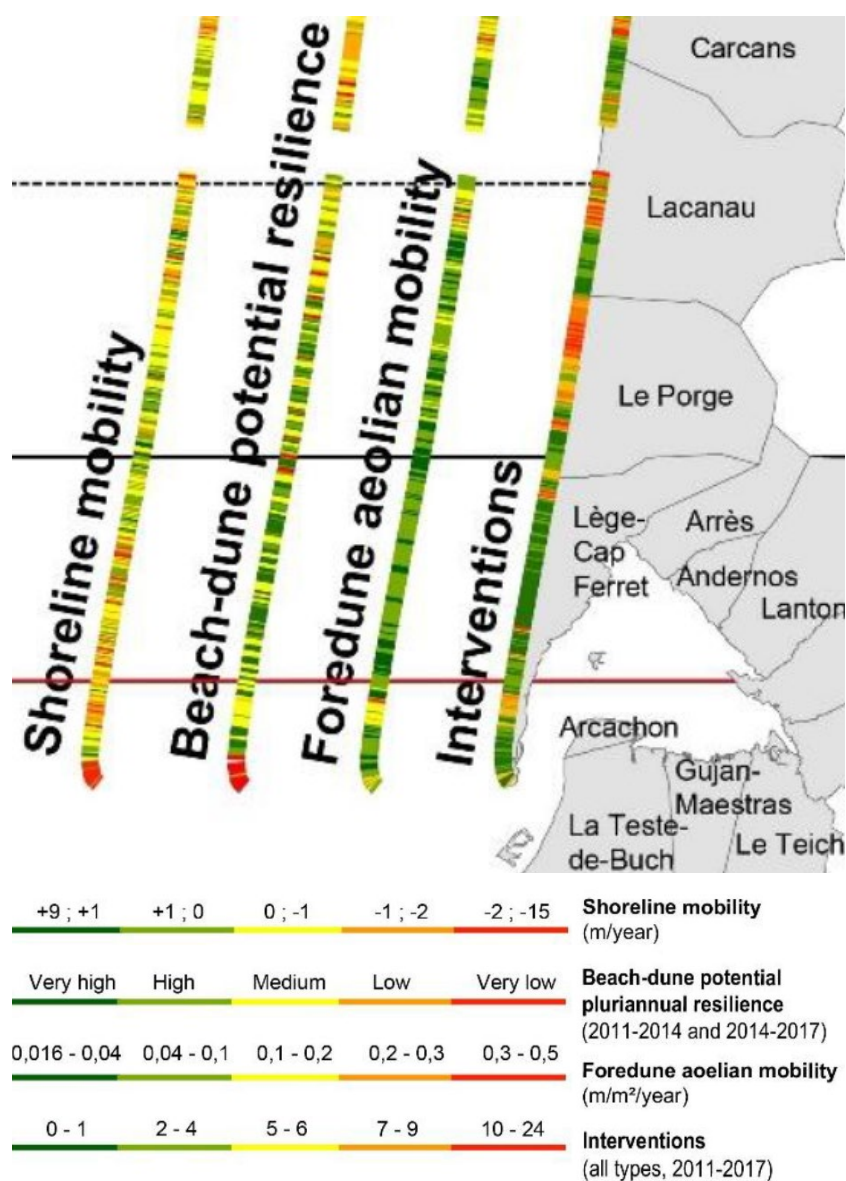 Carcans
Lacanau
Le Porge
Lège-
Cap
Ferret
Arrès
Andernos
Lanton
Arcachon
Gujan-
Maestras
La Teste-
de-Buch
Le Teich
Shoreline mobility
Beach-dune potential resilience
Foredune aeolian mobility
Interventions
+9 ; +1 +1 ; 0 0 ; -1 -1 ; -2 -2 ; -15
Shoreline mobility
(m/year)
Very high High Medium Low Very low
Beach-dune potential
pluriannual resilience
(2011-2014 and 2014-2017)
0,016 - 0,04 0,04 - 0,1 0,1 - 0,2 0,2 - 0,3 0,3 - 0,5
Foredune aoelian mobility
(m/m²/year)
0 - 1 2 - 4 5 - 6 7 - 9 10 - 24
Interventions
(all types, 2011-2017)